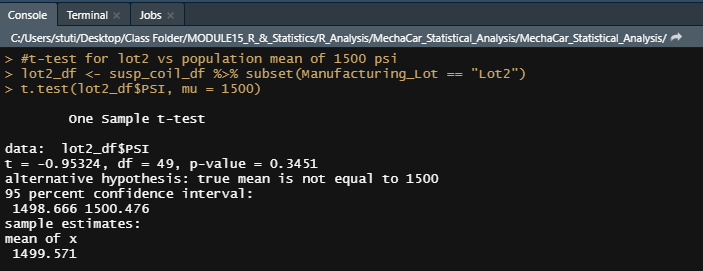 Console Terminal Jobs
C:/Users/stuti/Desktop/Class Folder/MODULE15_R_&_Statistics/R_Analysis/MechaCar_Statistical_Analysis/MechaCar_Statistical_Analysis/
> #t-test for lot2 vs population mean of 1500 psi
> lot2_df <- susp_coil_df %>% subset(Manufacturing_Lot == "Lot2")
> t.test(lot2_df$PSI, mu = 1500)
One Sample t-test
data:  lot2_df$PSI
t = -0.95324, df = 49, p-value = 0.3451
alternative hypothesis: true mean is not equal to 1500
95 percent confidence interval:
1498.666 1500.476
sample estimates:
mean of x
1499.571